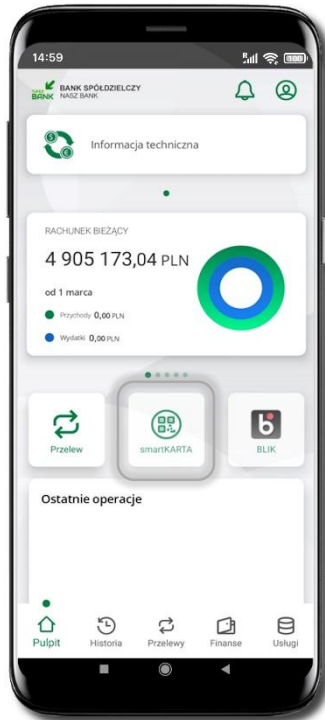 14:59
NASZ
BANK
BANK SPÓŁDZIELCZY
NASZ BANK
Informacja techniczna
RACHUNEK BIEŻĄCY
4 905 173,04 PLN
od 1 marca
Przychody 0,00 PLN
Wydatki 0,00 PLN
Przelew
smartKARTA
BLIK
Ostatnie operacje
Pulpit
Historia
Przelewy
Finanse
Usługi